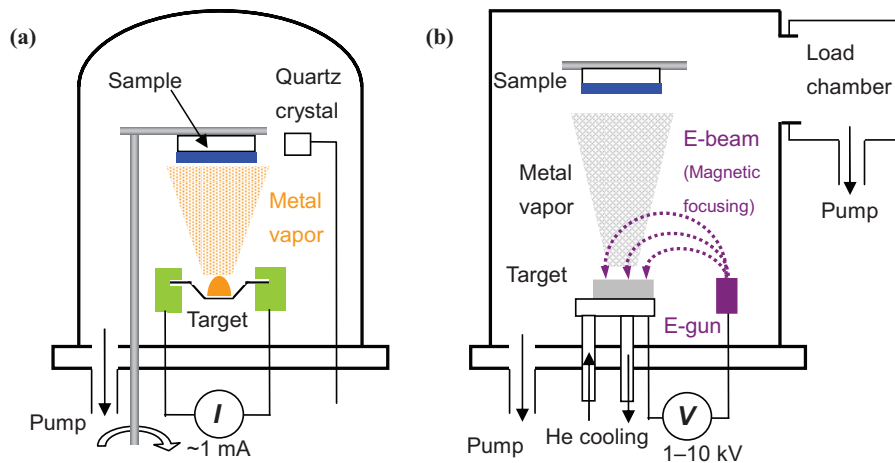 (a)
Sample
Quartz
crystal
Metal
vapor
Target
Pump
I
~1 mA
(b)
Sample
Load
chamber
E-beam
(Magnetic
focusing)
Metal
vapor
Pump
Target
E-gun
Pump
He cooling
V
1–10 kV